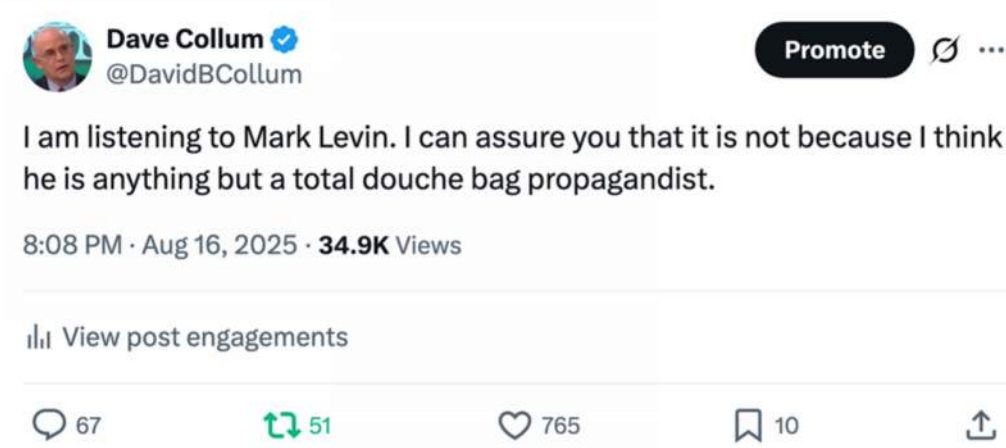 Dave Collum
@DavidBCollum
Promote
I am listening to Mark Levin. I can assure you that it is not because I think
he is anything but a total douche bag propagandist.
8:08 PM · Aug 16, 2025 · 34.9K Views
View post engagements
67 51 765 10